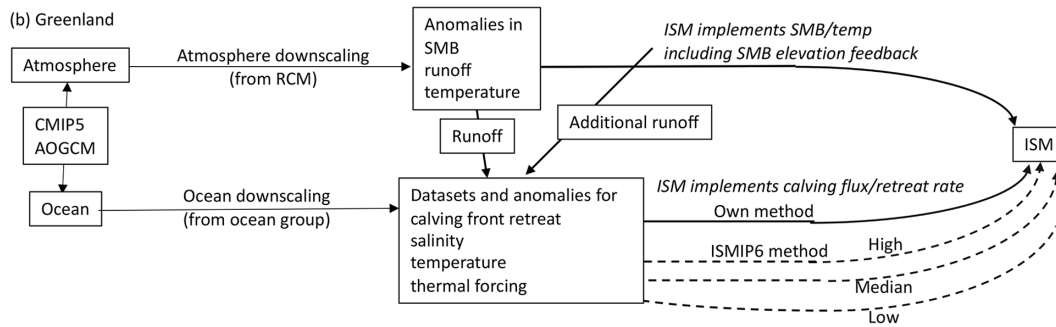 (b) Greenland
Atmosphere
CMIP5
AOGCM
Ocean
Atmosphere downscaling
(from RCM)
Ocean downscaling
(from ocean group)
Anomalies in
SMB
runoff
temperature
Runoff
Additional runoff
Datasets and anomalies for
calving front retreat
salinity
temperature
thermal forcing
ISM implements SMB/temp
including SMB elevation feedback
ISM
ISM implements calving flux/retreat rate
Own method
ISMIP6 method
High
Median
Low